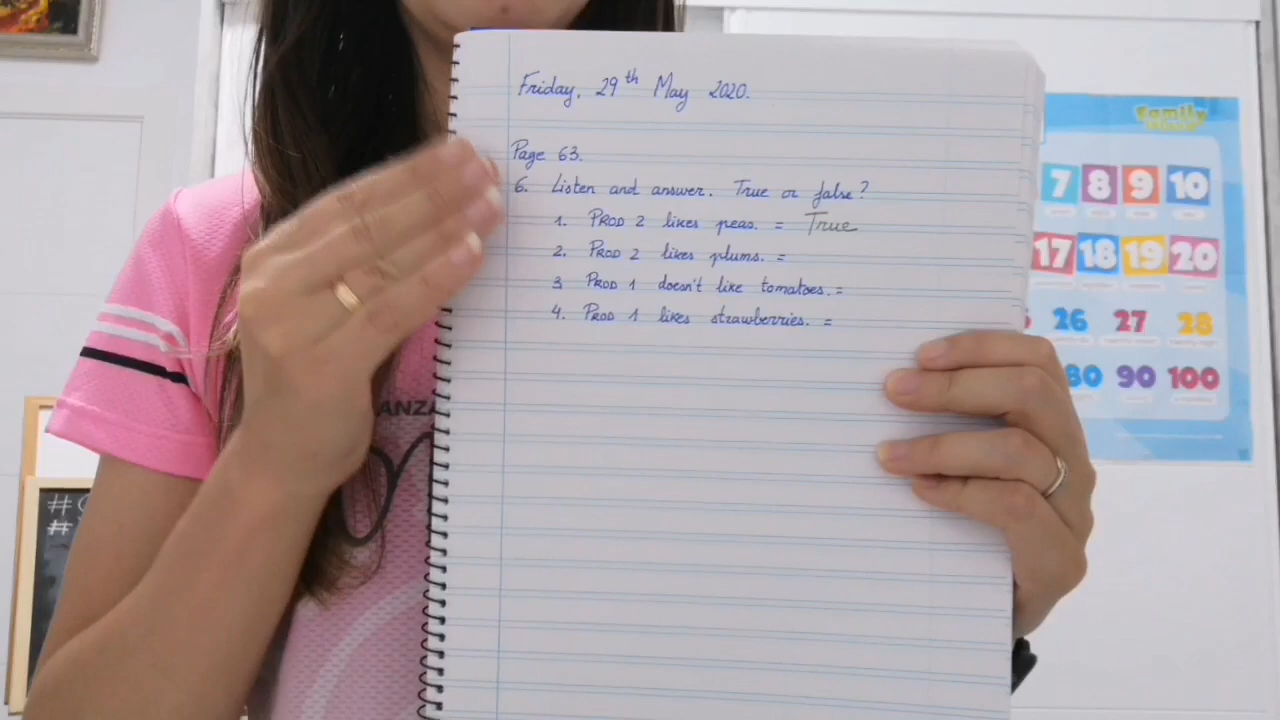 Friday, 29th May 2020.
Page 63.
6. Listen and answer. True or false?
1. PROD 2 likes peas. = True
2. PROD 2 likes plums. =
3 PROD 1 doesn't like tomatoes. =
4. PROD 1 likes strawberries. =
Family
7 8 9 10
17 18 19 20
26 27 28
80 90 100
ANZA
#
#